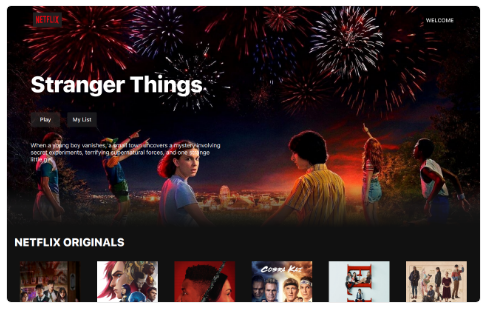 NETFLIX
WELCOME
Stranger Things
Play
My List
When a young boy vanishes, a small town uncovers a mystery involving
secret experiments, terrifying supernatural forces, and one strange
little girl.
NETFLIX ORIGINALS
COBRA KAI